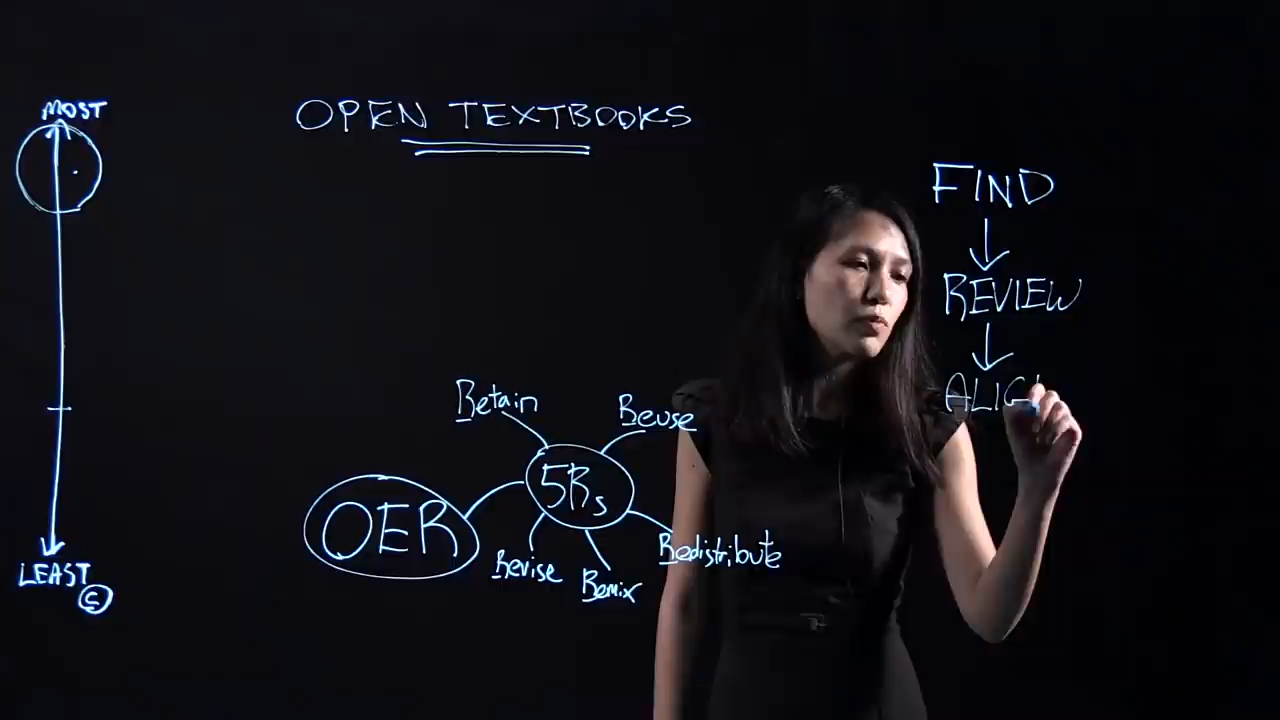 MOST
LEAST
C
OPEN TEXTBOOKS
OER
5Rs
Retain
Reuse
Revise
Remix
Redistribute
FIND
REVIEW